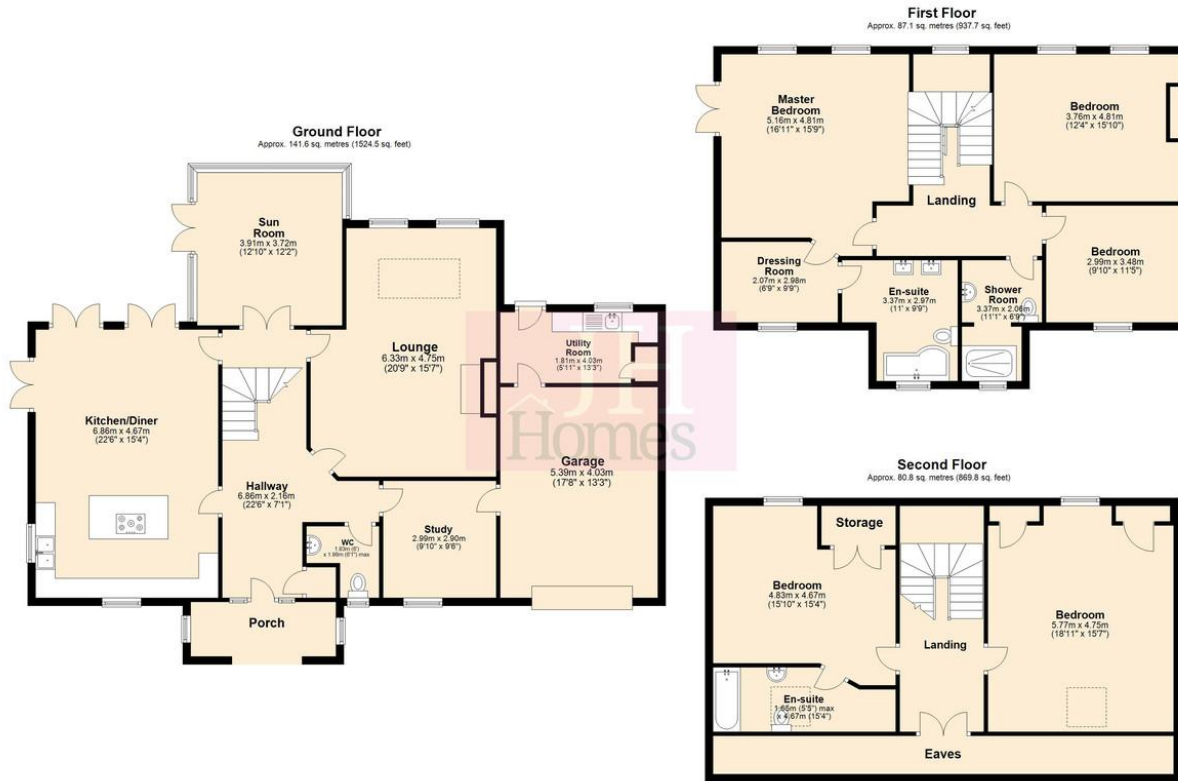 Ground Floor
Approx. 141.6 sq. metres (1524.5 sq. feet)
Sun
Room
3.91m x 3.72m
(12'10" x 12'2")
Lounge
6.33m x 4.75m
(20'9" x 15'7")
Utility
Room
1.81m x 4.03m
(5'11" x 13'3")
Kitchen/Diner
6.86m x 4.67m
(22'6" x 15'4")
JH
Homes
Garage
5.39m x 4.03m
(17'8" x 13'3")
Hallway
6.86m x 2.16m
(22'6" x 7'1")
WC
1.83m (6')
x 1.86m (6'1") max
Study
2.99m x 2.90m
(9'10" x 9'6")
Porch
First Floor
Approx. 87.1 sq. metres (937.7 sq. feet)
Master
Bedroom
5.16m x 4.81m
(16'11" x 15'9")
Bedroom
3.76m x 4.81m
(12'4" x 15'10")
Landing
Dressing
Room
2.07m x 2.98m
(6'9" x 9'9")
En-suite
3.37m x 2.97m
(11' x 9'9")
Shower
Room
3.37m x 2.06m
(11'1" x 6'9")
Bedroom
2.99m x 3.48m
(9'10" x 11'5")
Second Floor
Approx. 80.8 sq. metres (869.8 sq. feet)
Storage
Bedroom
4.83m x 4.67m
(15'10" x 15'4")
Bedroom
5.77m x 4.75m
(18'11" x 15'7")
Landing
En-suite
1.65m (5'5") max
x 4.67m (15'4")
Eaves